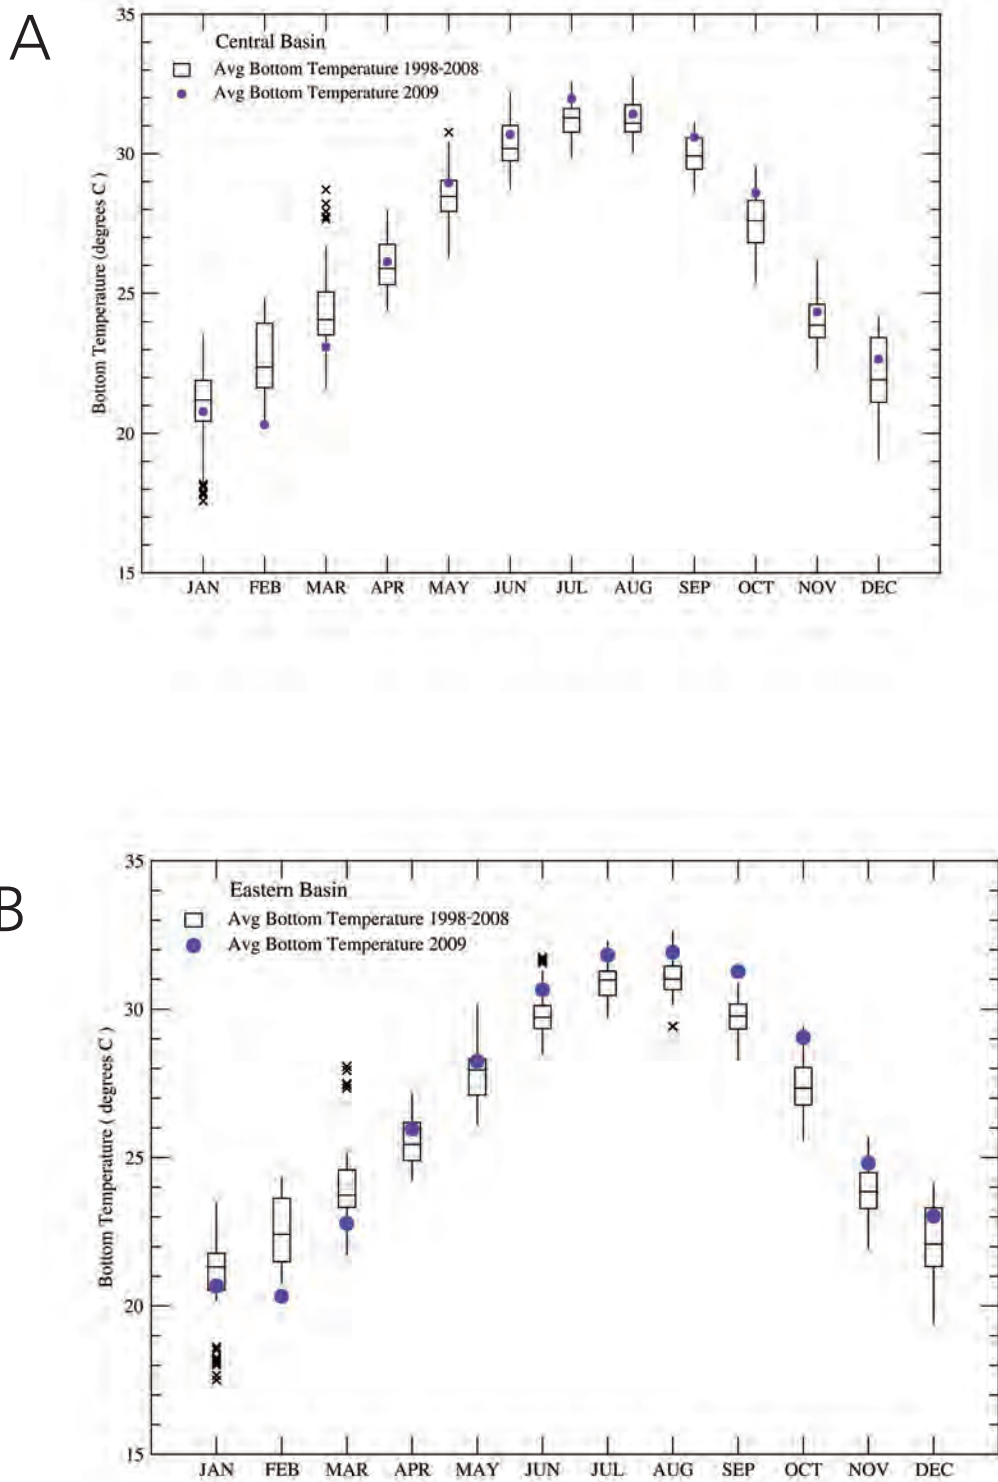 A
35
Central Basin
Avg Bottom Temperature 1998-2008
Avg Bottom Temperature 2009
30
25
20
15
Bottom Temperature (degrees C )
JAN FEB MAR APR MAY JUN JUL AUG SEP OCT NOV DEC
B
35
Eastern Basin
Avg Bottom Temperature 1998-2008
Avg Bottom Temperature 2009
30
25
20
15
Bottom Temperature ( degrees C )
JAN FEB MAR APR MAY JUN JUL AUG SEP OCT NOV DEC